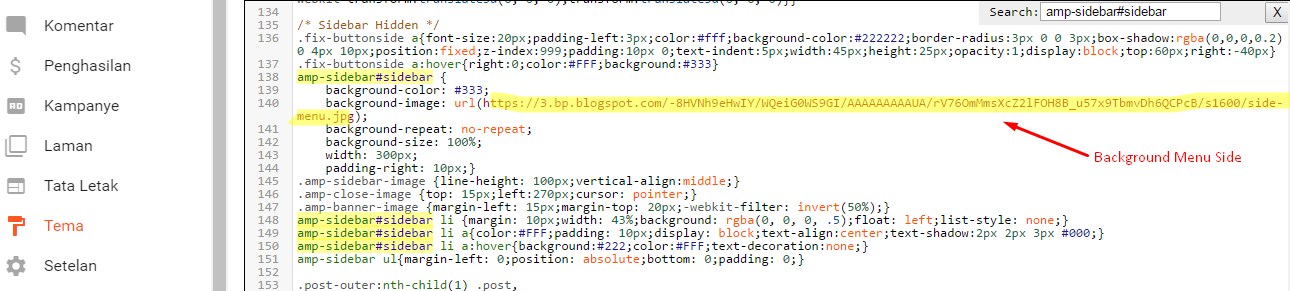 Komentar
Penghasilan
Kampanye
Laman
Tata Letak
Tema
Setelan
Search: amp-sidebar#sidebar X
134
135 /* Sidebar Hidden */
136 .fix-buttonside a{font-size:20px;padding-left:3px;color:#fff;background-color:#222222;border-radius:3px 0 0 3px;box-shadow:rgba(0,0,0,0.2)
0 4px 10px;position:fixed;z-index:999;padding:10px 0;text-indent:5px;width:45px;height:25px;opacity:1;display:block;top:60px;right:-40px}
137 .fix-buttonside a:hover{right:0;color:#FFF;background:#333}
138 amp-sidebar#sidebar {
139 background-color: #333;
140 background-image: url(https://3.bp.blogspot.com/-8HVNh9eHwIY/WQeiG0WS9GI/AAAAAAAAAUA/rV76OmMmsXcZ2lFOH8B_u57x9TbmvDh6QCPcB/s1600/side-
menu.jpg);
141 background-repeat: no-repeat;
142 background-size: 100%;
143 width: 300px;
144 padding-right: 10px;}
145 .amp-sidebar-image {line-height: 100px;vertical-align:middle;}
146 .amp-close-image {top: 15px;left:270px;cursor: pointer;}
147 .amp-banner-image {margin-left: 15px;margin-top: 20px;-webkit-filter: invert(50%);}
148 amp-sidebar#sidebar li {margin: 10px;width: 43%;background: rgba(0, 0, 0, .5);float: left;list-style: none;}
149 amp-sidebar#sidebar li a{color:#FFF;padding: 10px;display: block;text-align:center;text-shadow:2px 2px 3px #000;}
150 amp-sidebar#sidebar li a:hover{background:#222;color:#FFF;text-decoration:none;}
151 amp-sidebar ul{margin-left: 0;position: absolute;bottom: 0;padding: 0;}
152
153 .post-outer:nth-child(1) .post,
Background Menu Side